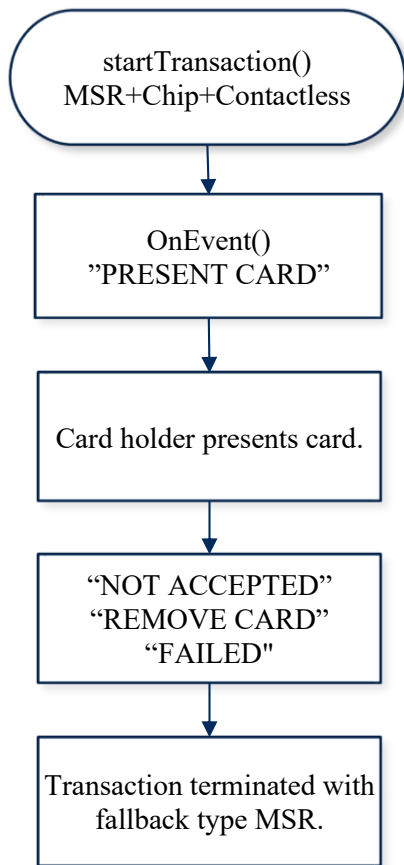 startTransaction()
MSR+Chip+Contactless
OnEvent()
”PRESENT CARD”
Card holder presents card.
“NOT ACCEPTED”
“REMOVE CARD”
“FAILED"
Transaction terminated with
fallback type MSR.